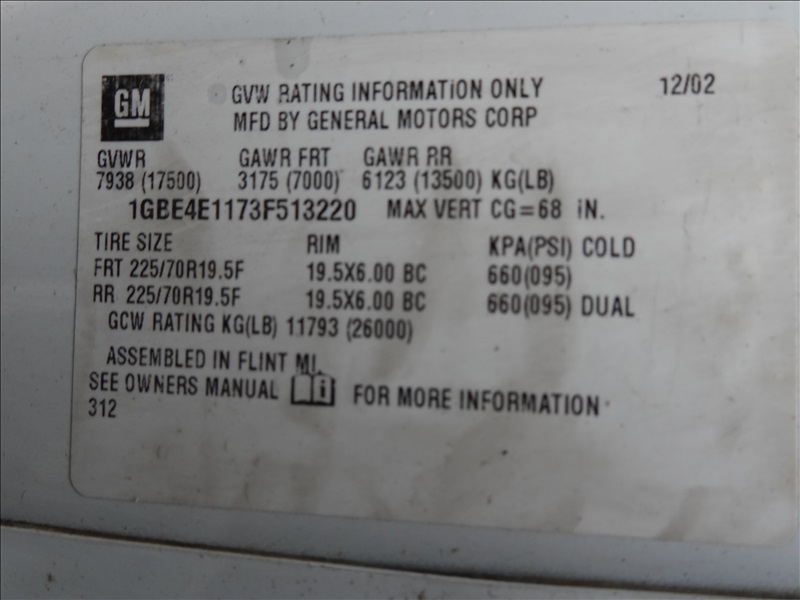 GM
GVW RATING INFORMATION ONLY 12/02
MFD BY GENERAL MOTORS CORP
GVWR GAWR FRT GAWR RR
7938 (17500) 3175 (7000) 6123 (13500) KG(LB)
1GBE4E1173F513220 MAX VERT CG=68 IN.
TIRE SIZE RIM KPA(PSI) COLD
FRT 225/70R19.5F 19.5X6.00 BC 660(095)
RR 225/70R19.5F 19.5X6.00 BC 660(095) DUAL
GCW RATING KG(LB) 11793 (26000)
ASSEMBLED IN FLINT MI.
SEE OWNERS MANUAL i FOR MORE INFORMATION
312